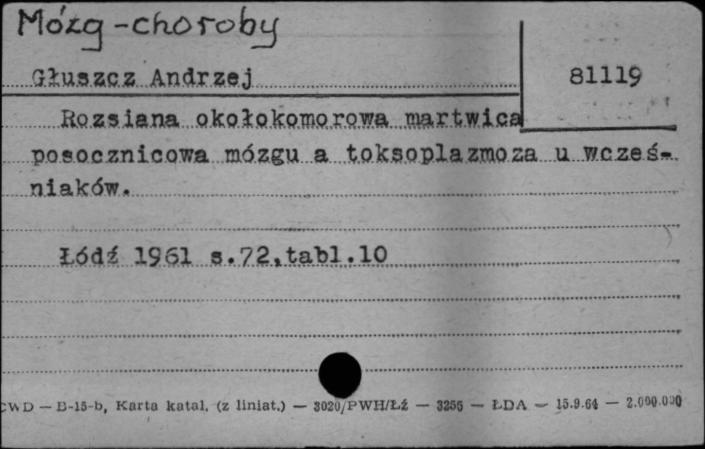 Mózg-choroby
Głuszcz Andrzej
81119
Rozsiana okołokomorowa martwica
posocznicowa mózgu a toksoplazmoza u wcześ-
niaków.
Łódź 1961 s.72,tabl.10
CWD — B-15-b, Karta katal. (z liniat.) — 3020/PWH/Łź — 3256 — ŁDA — 15.9.64 — 2.000.000